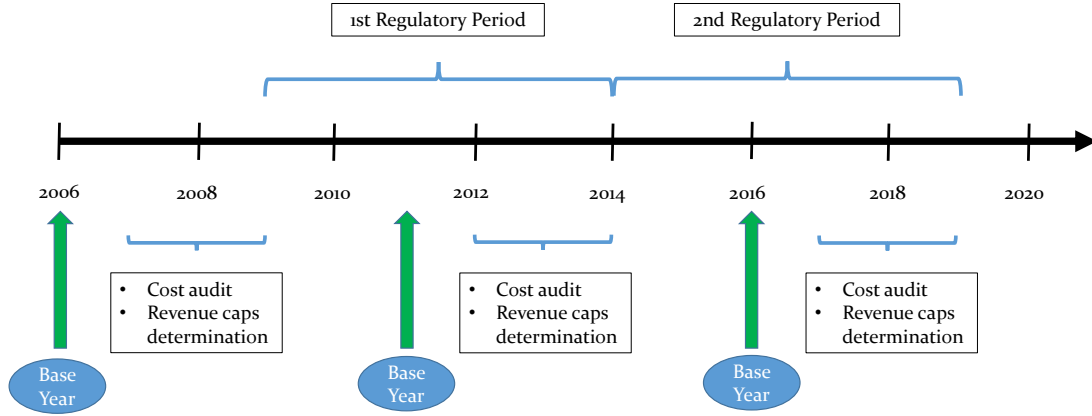 1st Regulatory Period
2nd Regulatory Period
2006
2008
2010
2012
2014
2016
2018
2020
• Cost audit
• Revenue caps
determination
• Cost audit
• Revenue caps
determination
• Cost audit
• Revenue caps
determination
Base
Year
Base
Year
Base
Year